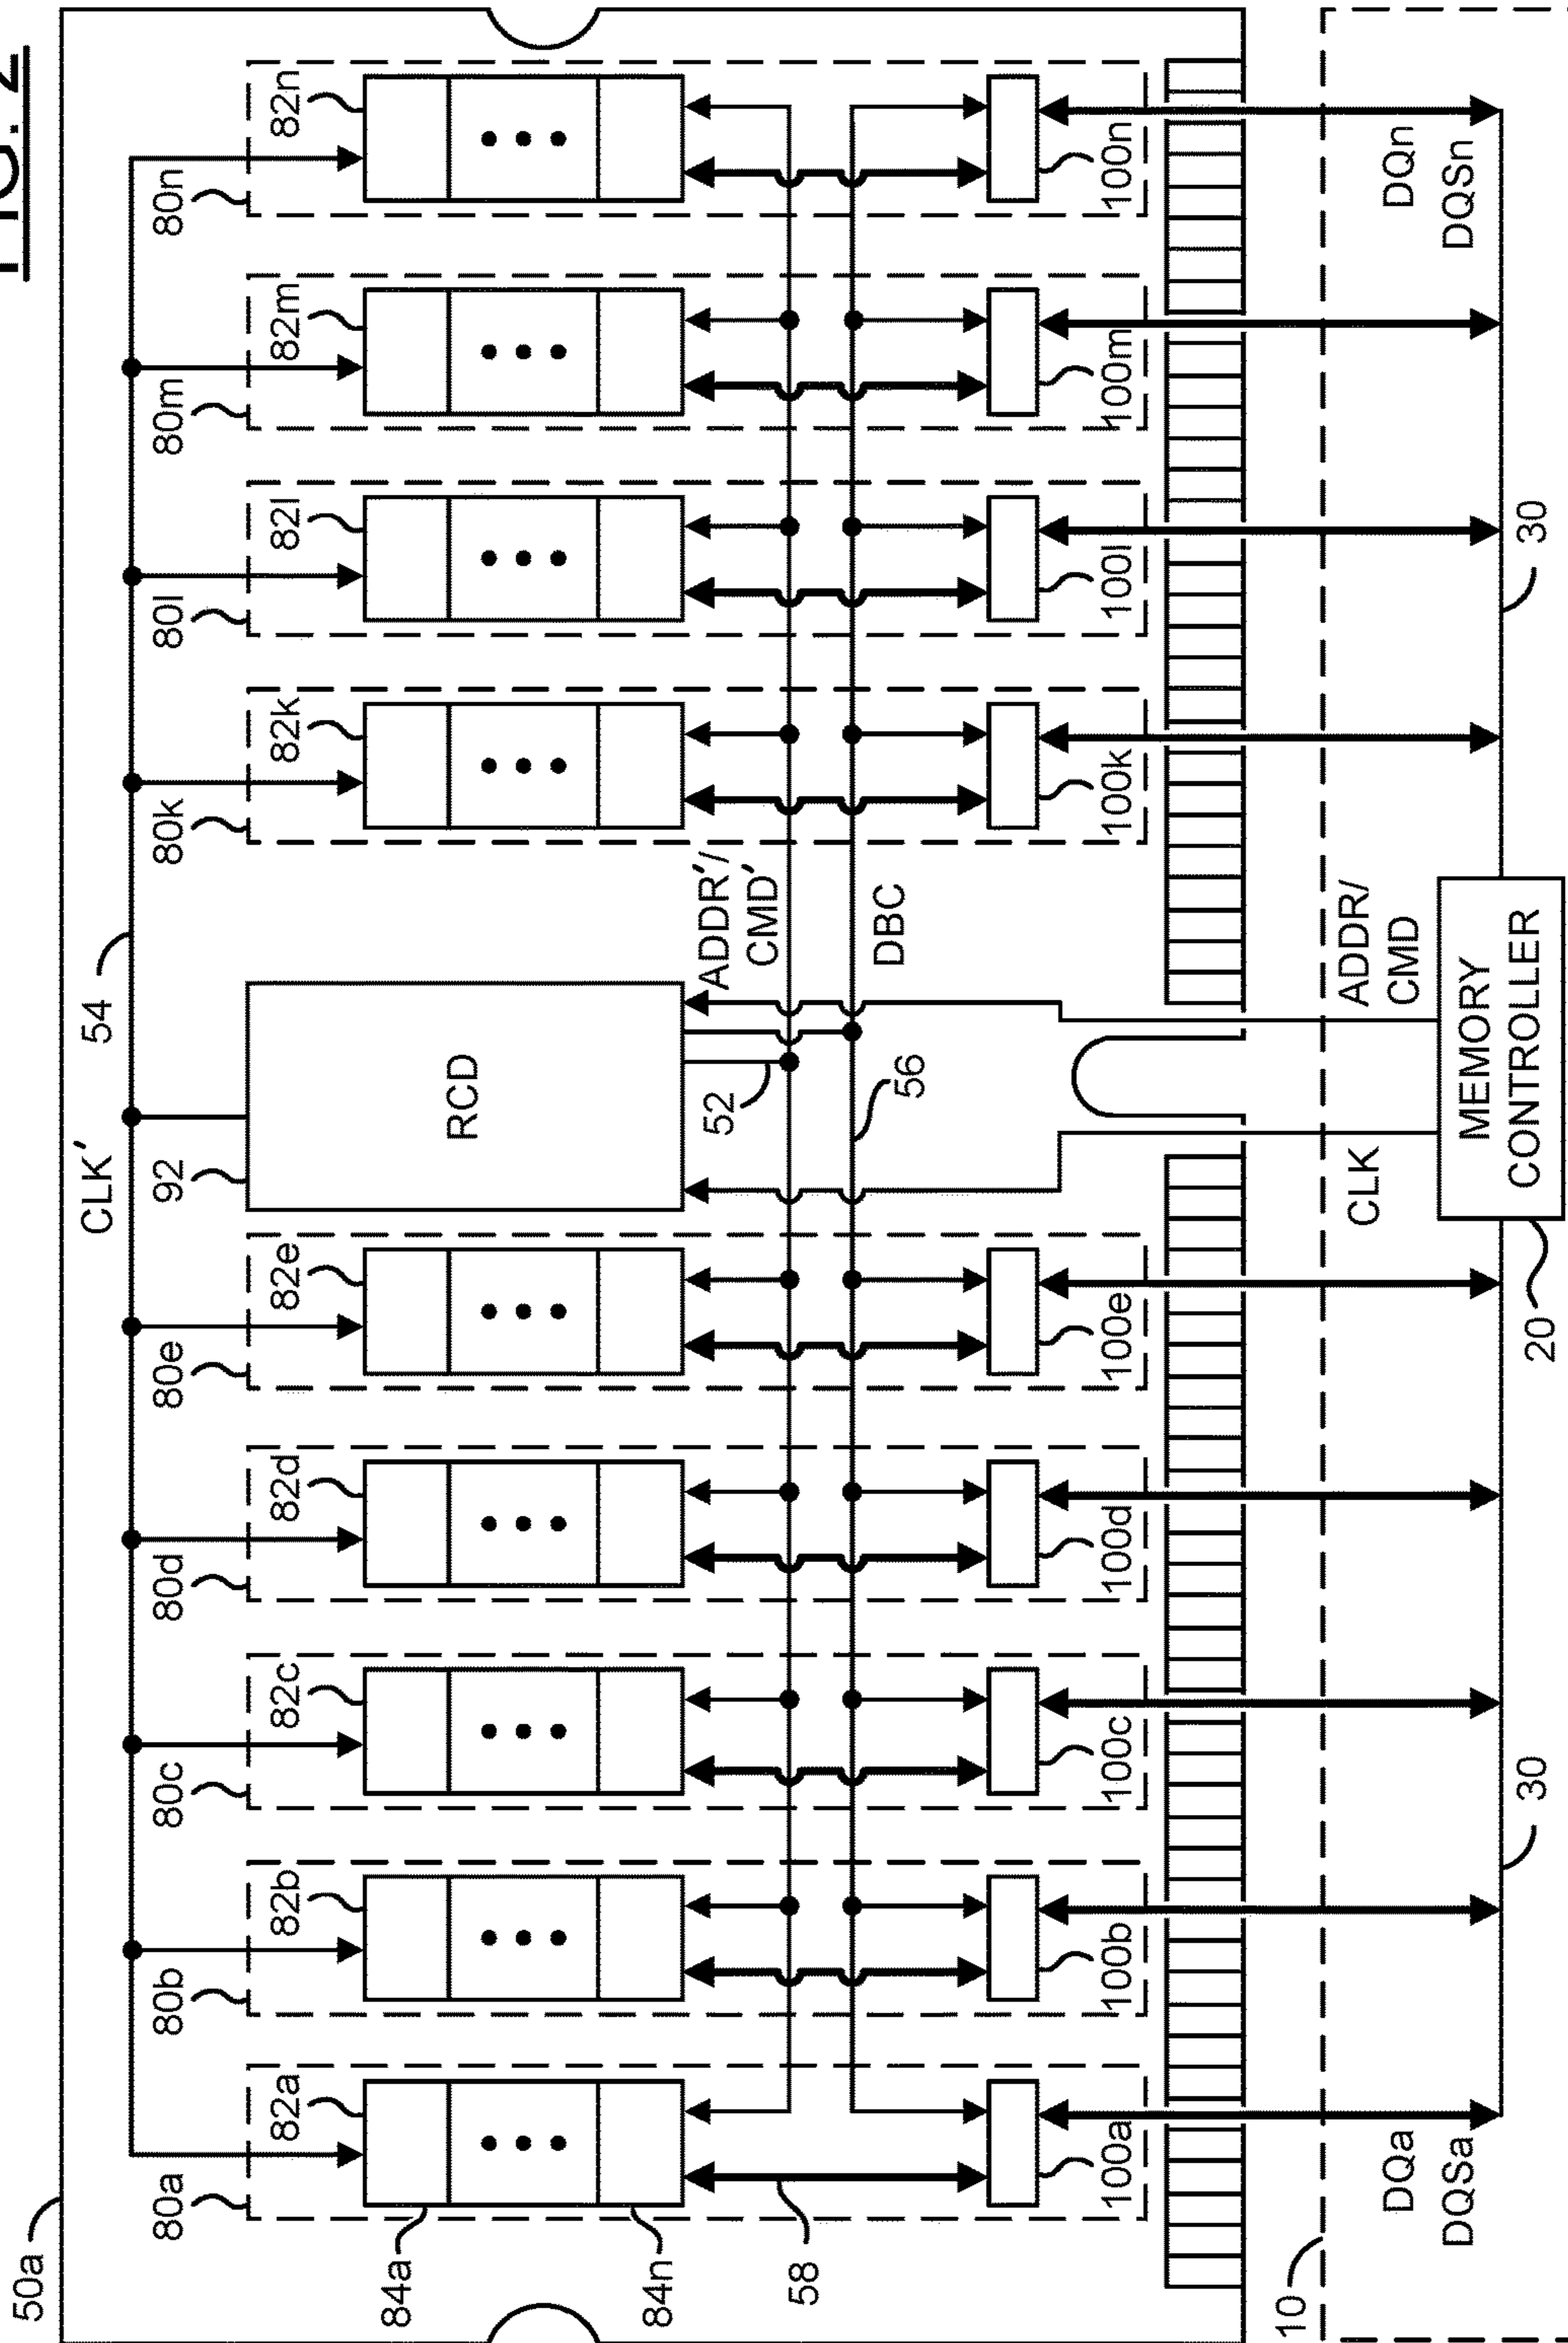 FIG. 2
50a
CLK'
54
80a
80b
80c
80d
80e
92
80k
80l
80m
80n
82a
82b
82c
82d
82e
82k
82l
82m
82n
84a
RCD
84n
52
ADDR'/
CMD'
58
56
DBC
100a
100b
100c
100d
100e
100k
100l
100m
100n
10
CLK
ADDR/
CMD
DQa
DQSa
DQn
DQSn
MEMORY
CONTROLLER
30
20
30